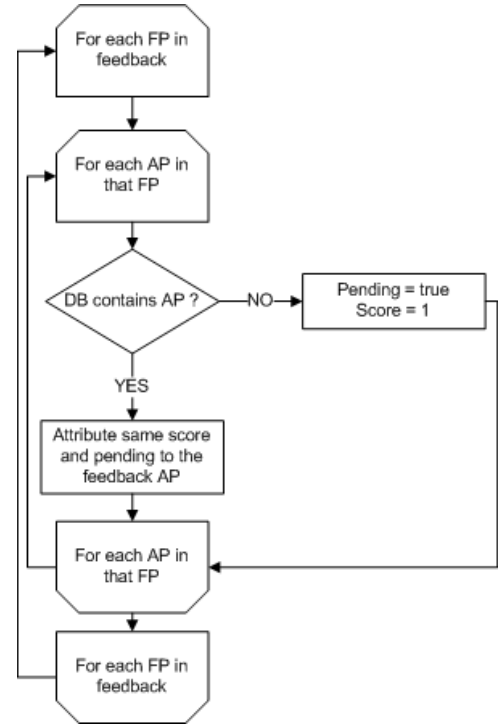 For each FP in
feedback
For each AP in
that FP
DB contains AP ?
NO
Pending = true
Score = 1
YES
Attribute same score
and pending to the
feedback AP
For each AP in
that FP
For each FP in
feedback